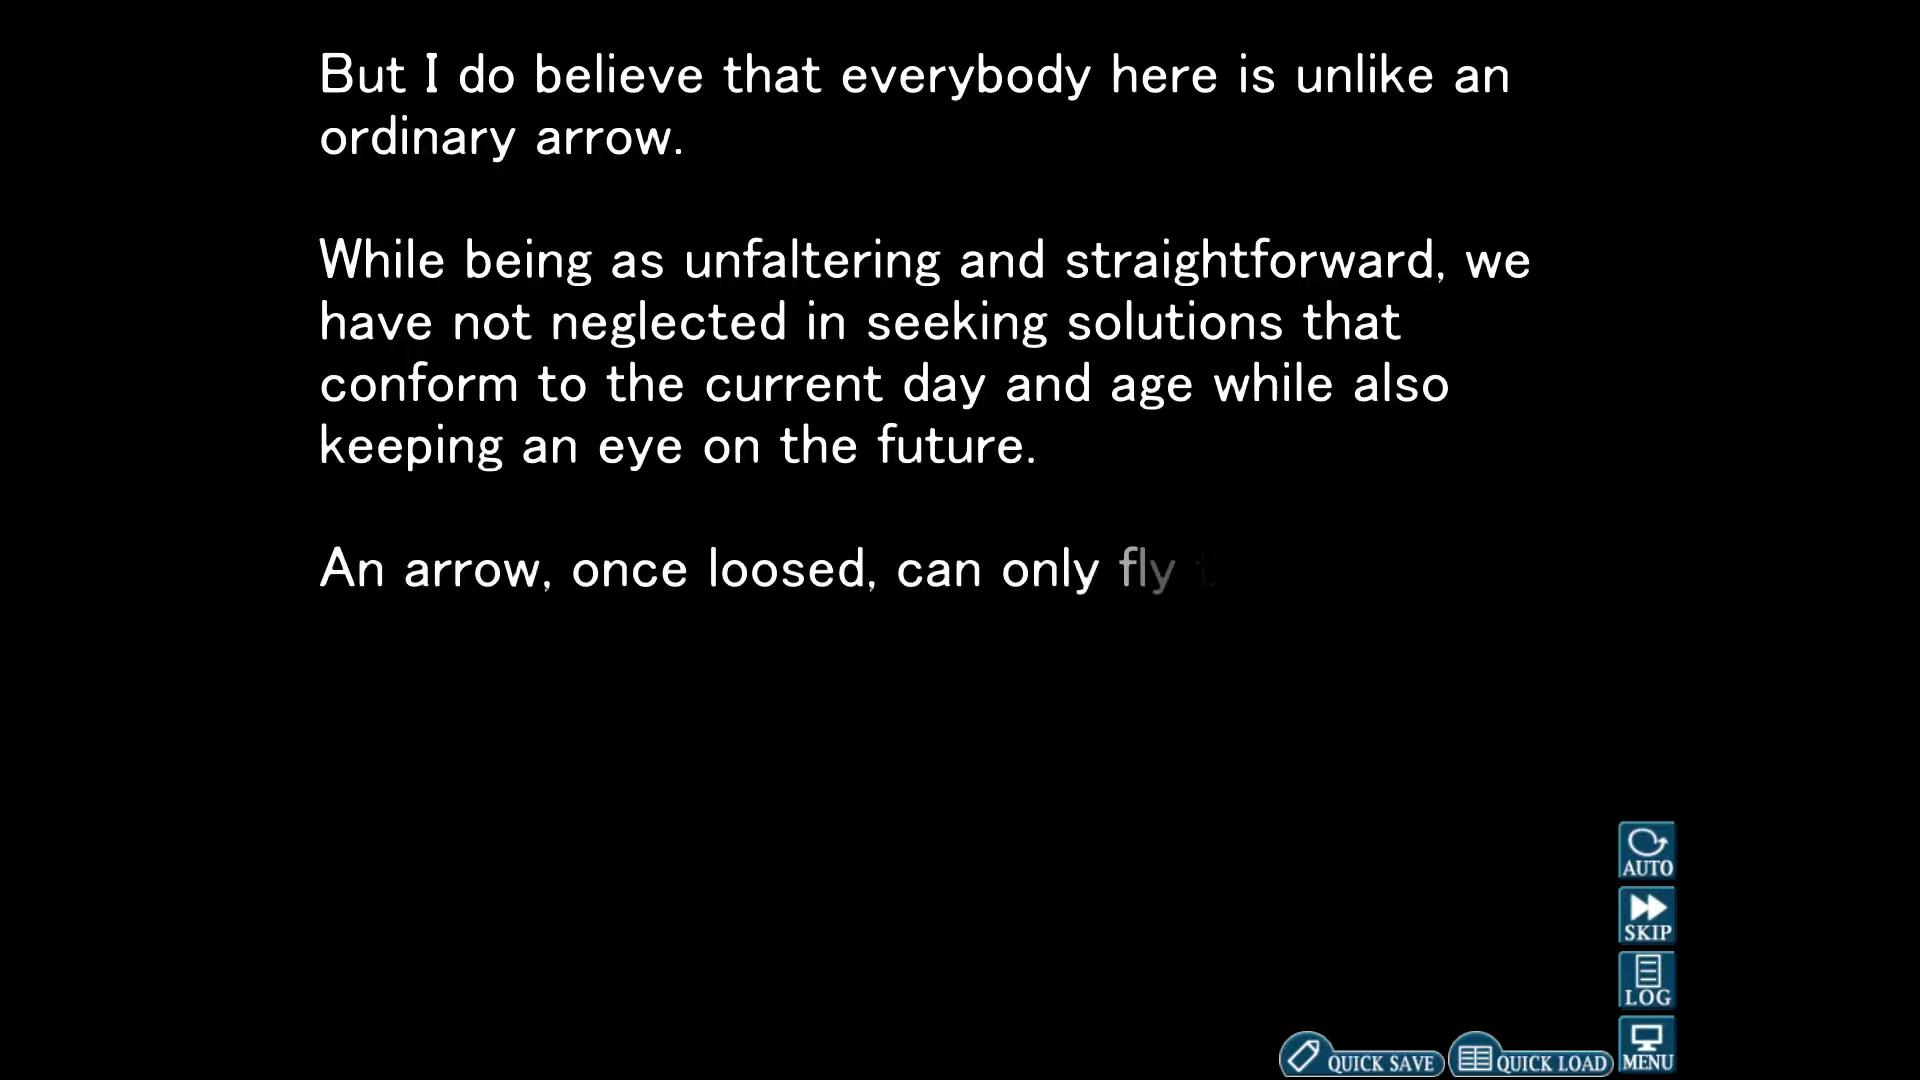 But I do believe that everybody here is unlike an
ordinary arrow.
While being as unfaltering and straightforward, we
have not neglected in seeking solutions that
conform to the current day and age while also
keeping an eye on the future.
An arrow, once loosed, can only fly
AUTO
SKIP
LOG
MENU
QUICK SAVE
QUICK LOAD